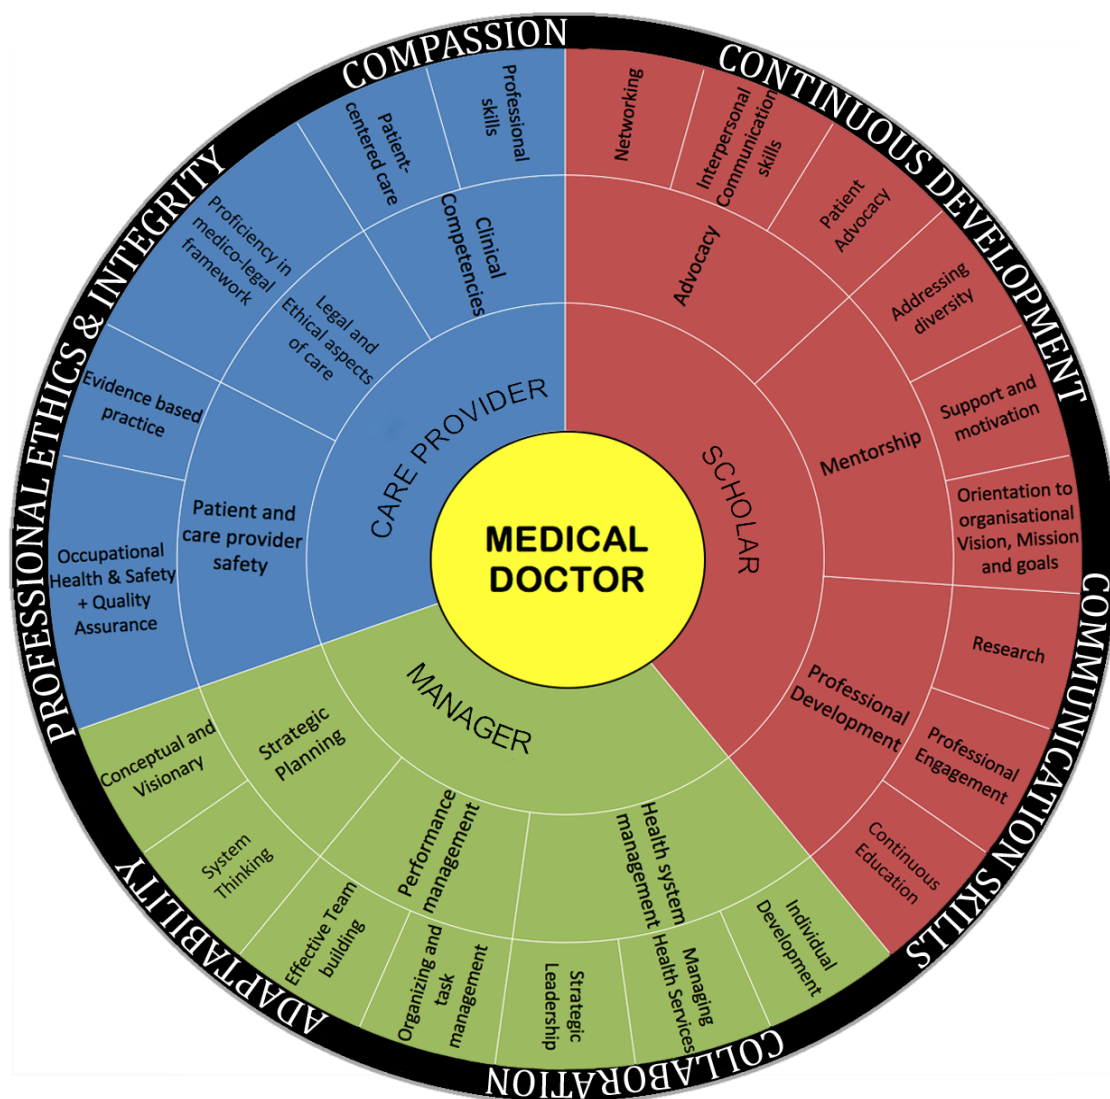 COMPASSION
CONTINUOUS DEVELOPMENT
COMMUNICATION SKILLS
COLLABORATION
ADAPTABILITY
PROFESSIONAL ETHICS & INTEGRITY
MEDICAL
DOCTOR
CARE PROVIDER
Clinical
Competencies
Professional
skills
Patient-
centered care
Legal and
Ethical aspects
of care
Proficiency in
medico-legal
framework
Patient and
care provider
safety
Evidence based
practice
Occupational
Health & Safety
+ Quality
Assurance
SCHOLAR
Advocacy
Networking
Interpersonal
Communication
skills
Patient
Advocacy
Mentorship
Addressing
diversity
Support and
motivation
Orientation to
organisational
Vision, Mission
and goals
Professional
Development
Research
Professional
Engagement
Continuous
Education
MANAGER
Health system
management
Individual
Development
Managing
Health Services
Strategic
Leadership
Performance
management
Organizing and
task
management
Effective Team
building
Strategic
Planning
System
Thinking
Conceptual and
Visionary